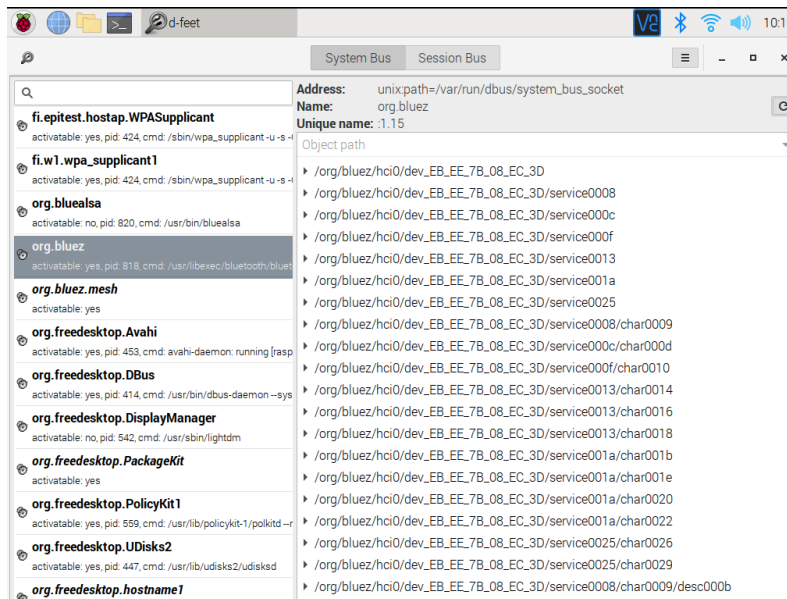 d-feet
10:1
System Bus
Session Bus
fi.epitest.hostap.WPASupplicant
activatable: yes, pid: 424, cmd: /sbin/wpa_supplicant -u -s -
fi.w1.wpa_supplicant1
activatable: yes, pid: 424, cmd: /sbin/wpa_supplicant -u -s -
org.bluealsa
activatable: no, pid: 820, cmd: /usr/bin/bluealsa
org.bluez
activatable: yes, pid: 818, cmd: /usr/libexec/bluetooth/bluet
org.bluez.mesh
activatable: yes
org.freedesktop.Avahi
activatable: yes, pid: 453, cmd: avahi-daemon: running [rasp
org.freedesktop.DBus
activatable: yes, pid: 414, cmd: /usr/bin/dbus-daemon --sys
org.freedesktop.DisplayManager
activatable: no, pid: 542, cmd: /usr/sbin/lightdm
org.freedesktop.PackageKit
activatable: yes
org.freedesktop.PolicyKit1
activatable: yes, pid: 559, cmd: /usr/lib/policykit-1/polkitd --r
org.freedesktop.UDisks2
activatable: yes, pid: 447, cmd: /usr/lib/udisks2/udisksd
org.freedesktop.hostname1
Address: unix:path=/var/run/dbus/system_bus_socket
Name: org.bluez
Unique name: :1.15
Object path
/org/bluez/hci0/dev_EB_EE_7B_08_EC_3D
/org/bluez/hci0/dev_EB_EE_7B_08_EC_3D/service0008
/org/bluez/hci0/dev_EB_EE_7B_08_EC_3D/service000c
/org/bluez/hci0/dev_EB_EE_7B_08_EC_3D/service000f
/org/bluez/hci0/dev_EB_EE_7B_08_EC_3D/service0013
/org/bluez/hci0/dev_EB_EE_7B_08_EC_3D/service001a
/org/bluez/hci0/dev_EB_EE_7B_08_EC_3D/service0025
/org/bluez/hci0/dev_EB_EE_7B_08_EC_3D/service0008/char0009
/org/bluez/hci0/dev_EB_EE_7B_08_EC_3D/service000c/char000d
/org/bluez/hci0/dev_EB_EE_7B_08_EC_3D/service000f/char0010
/org/bluez/hci0/dev_EB_EE_7B_08_EC_3D/service0013/char0014
/org/bluez/hci0/dev_EB_EE_7B_08_EC_3D/service0013/char0016
/org/bluez/hci0/dev_EB_EE_7B_08_EC_3D/service0013/char0018
/org/bluez/hci0/dev_EB_EE_7B_08_EC_3D/service001a/char001b
/org/bluez/hci0/dev_EB_EE_7B_08_EC_3D/service001a/char001e
/org/bluez/hci0/dev_EB_EE_7B_08_EC_3D/service001a/char0020
/org/bluez/hci0/dev_EB_EE_7B_08_EC_3D/service001a/char0022
/org/bluez/hci0/dev_EB_EE_7B_08_EC_3D/service0025/char0026
/org/bluez/hci0/dev_EB_EE_7B_08_EC_3D/service0025/char0029
/org/bluez/hci0/dev_EB_EE_7B_08_EC_3D/service0008/char0009/desc000b